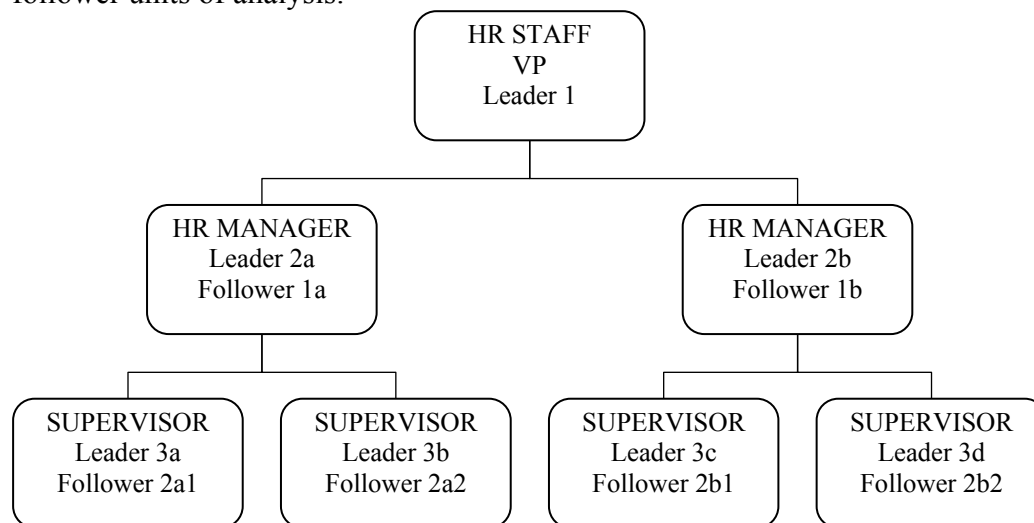 follower units of analysis.
HR STAFF
VP
Leader 1
HR MANAGER
Leader 2a
Follower 1a
HR MANAGER
Leader 2b
Follower 1b
SUPERVISOR
Leader 3a
Follower 2a1
SUPERVISOR
Leader 3b
Follower 2a2
SUPERVISOR
Leader 3c
Follower 2b1
SUPERVISOR
Leader 3d
Follower 2b2